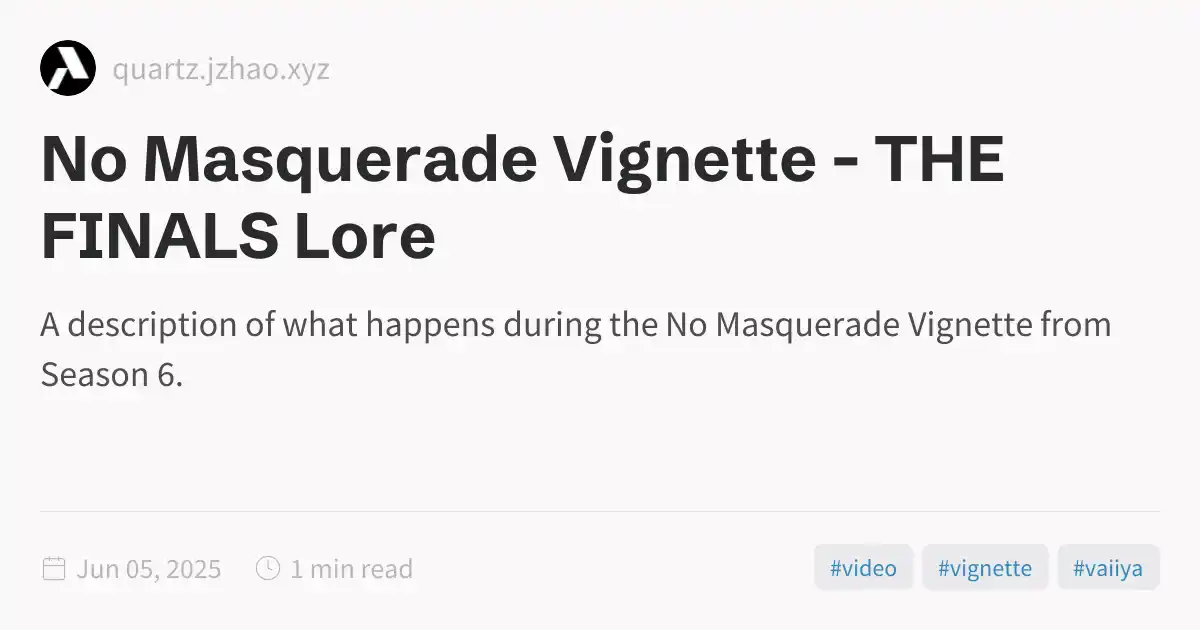 quartz.jzhao.xyz
No Masquerade Vignette - THE
FINALS Lore
A description of what happens during the No Masquerade Vignette from
Season 6.
Jun 05, 2025 1 min read #video #vignette #vaiiya